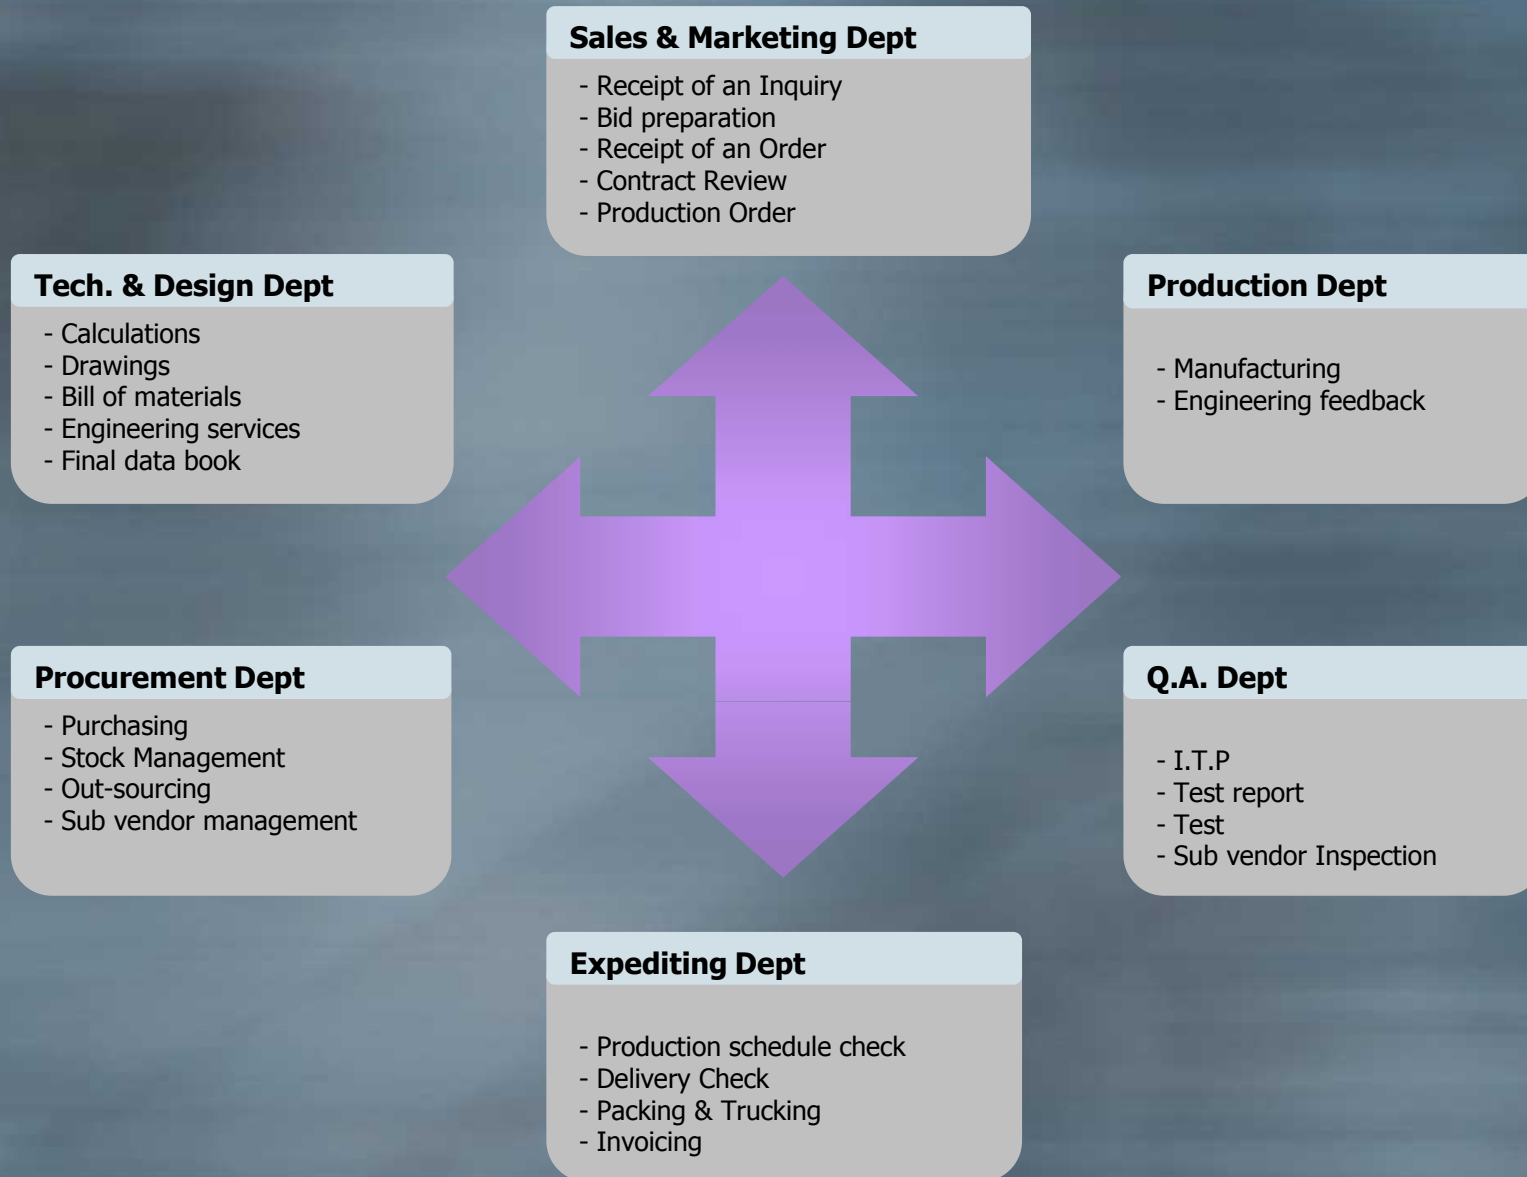 Sales & Marketing Dept
- Receipt of an Inquiry
- Bid preparation
- Receipt of an Order
- Contract Review
- Production Order
Tech. & Design Dept
- Calculations
- Drawings
- Bill of materials
- Engineering services
- Final data book
Production Dept
- Manufacturing
- Engineering feedback
Procurement Dept
- Purchasing
- Stock Management
- Out-sourcing
- Sub vendor management
Q.A. Dept
- I.T.P
- Test report
- Test
- Sub vendor Inspection
Expediting Dept
- Production schedule check
- Delivery Check
- Packing & Trucking
- Invoicing